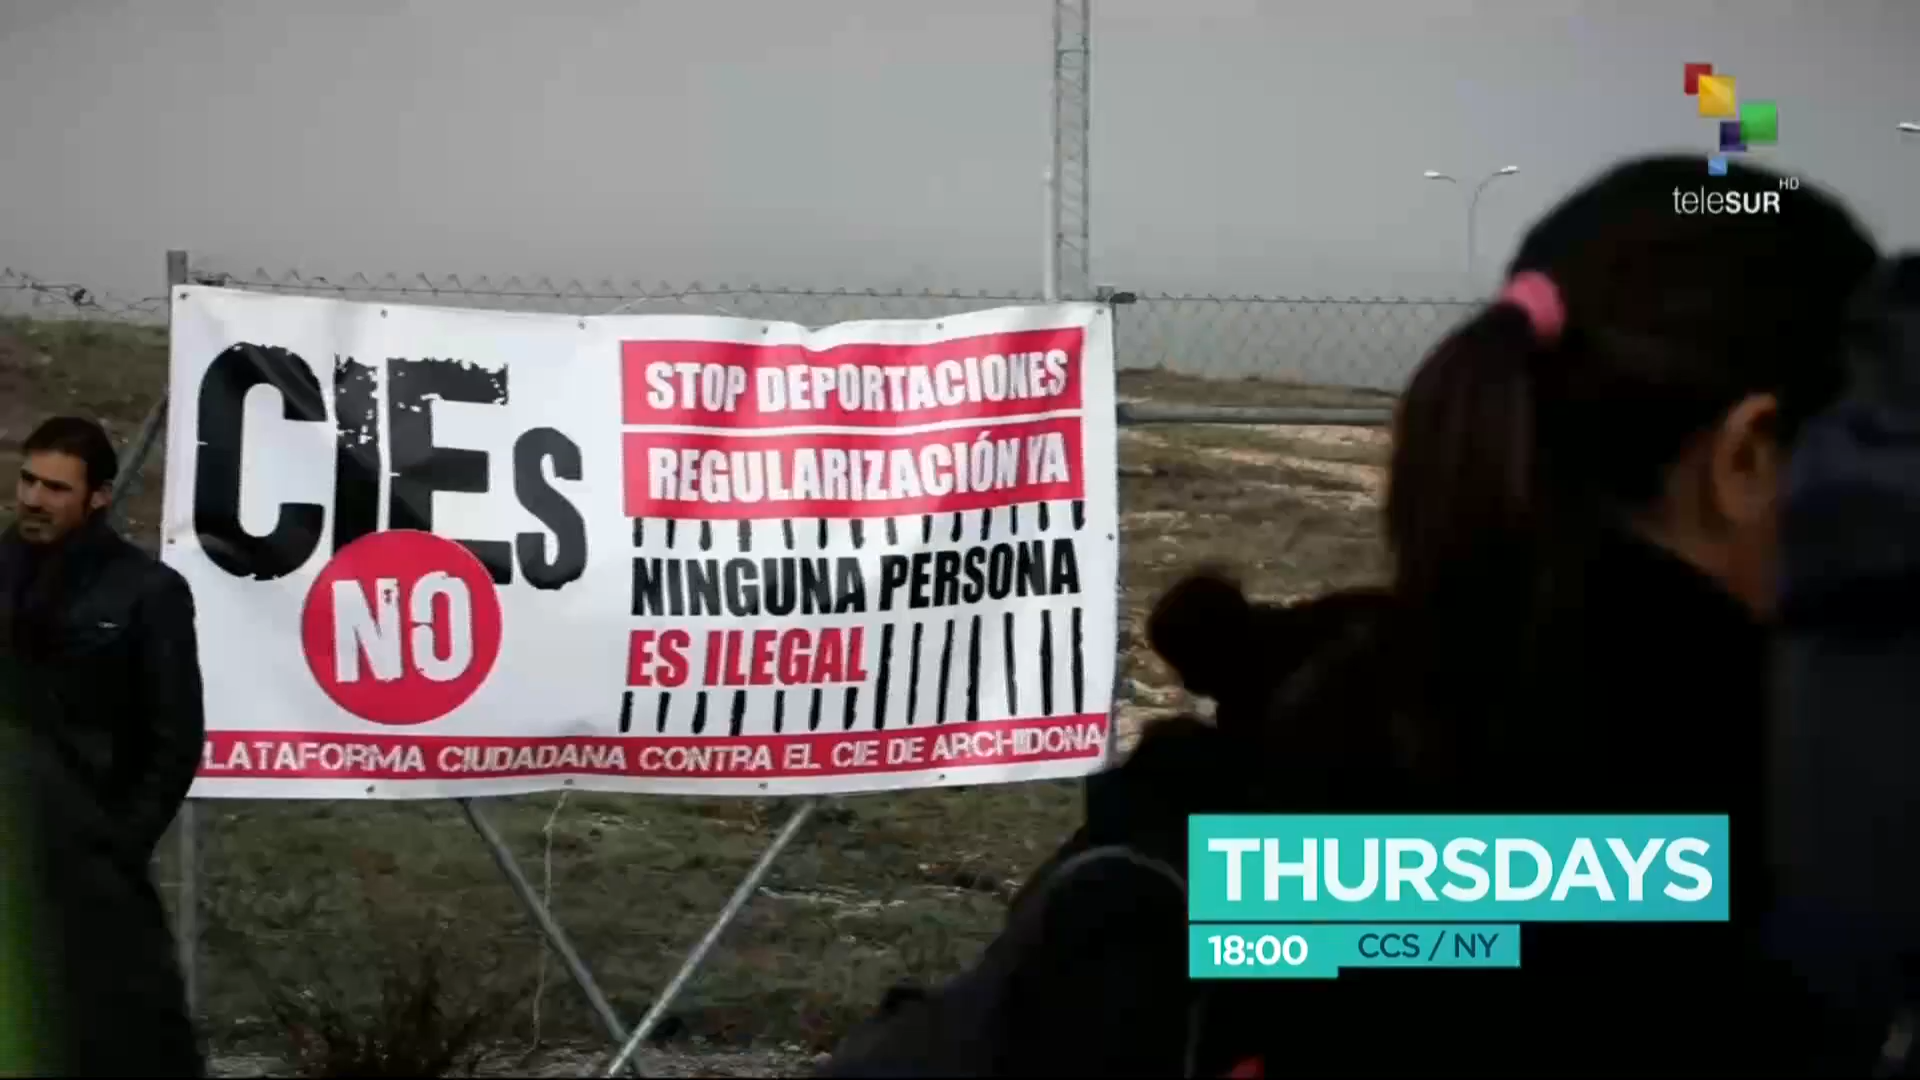 teleSUR HD
CIEs
NO
STOP DEPORTACIONES
REGULARIZACIÓN YA
NINGUNA PERSONA
ES ILEGAL
LATAFORMA CIUDADANA CONTRA EL CIE DE ARCHIDONA
THURSDAYS
18:00 CCS / NY